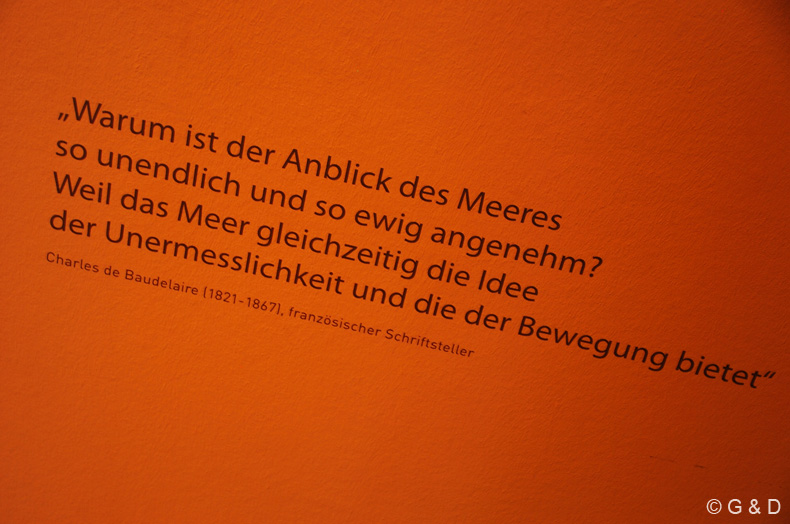 „Warum ist der Anblick des Meeres
so unendlich und so ewig angenehm?
Weil das Meer gleichzeitig die Idee
der Unermesslichkeit und die der Bewegung bietet“
Charles de Baudelaire (1821-1867), französischer Schriftsteller
© G & D